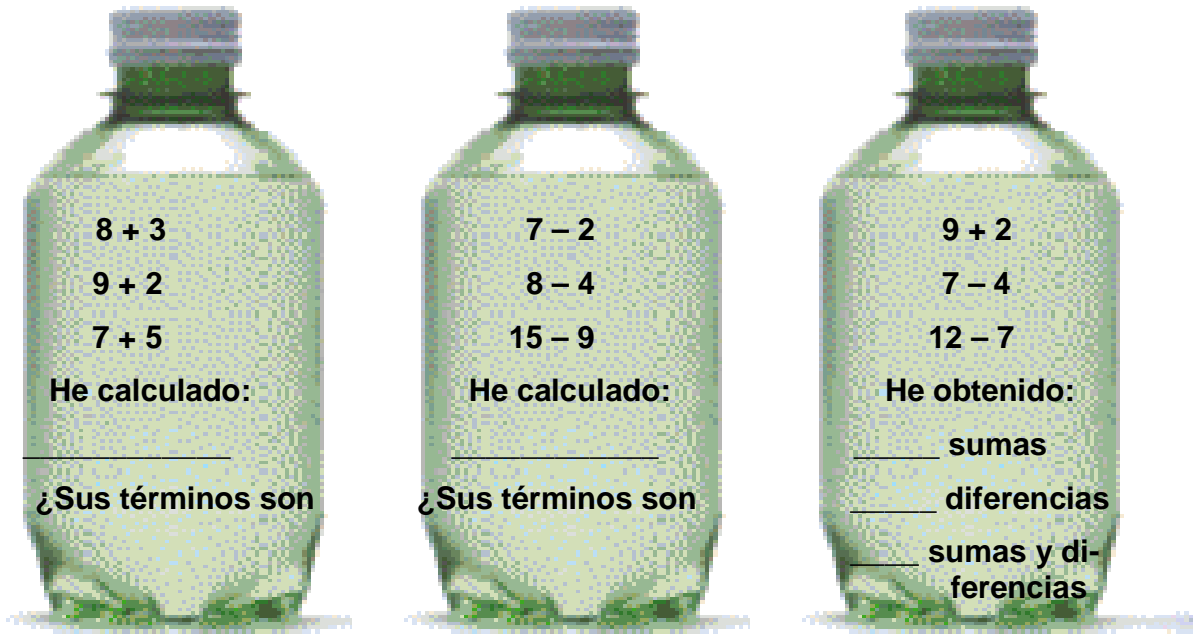 8 + 3
9 + 2
7 + 5
He calculado:
____________
¿Sus términos son
7 – 2
8 – 4
15 – 9
He calculado:
____________
¿Sus términos son
9 + 2
7 – 4
12 – 7
He obtenido:
_____ sumas
_____ diferencias
____ sumas y di-
ferencias